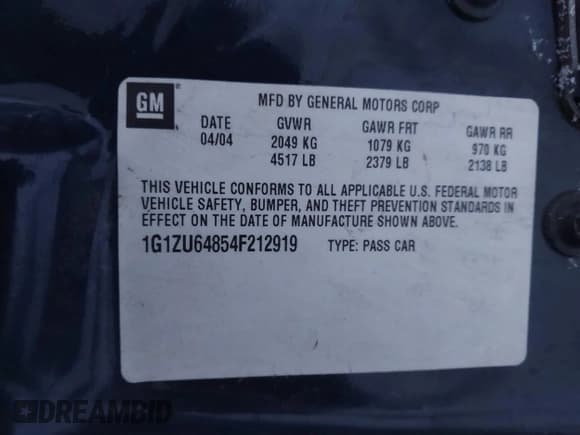 GM ®
MFD BY GENERAL MOTORS CORP
DATE GVWR GAWR FRT GAWR RR
04/04 2049 KG 1079 KG 970 KG
4517 LB 2379 LB 2138 LB
THIS VEHICLE CONFORMS TO ALL APPLICABLE U.S. FEDERAL MOTOR
VEHICLE SAFETY, BUMPER, AND THEFT PREVENTION STANDARDS IN
EFFECT ON THE DATE OF MANUFACTURE SHOWN ABOVE.
1G1ZU64854F212919 TYPE: PASS CAR
DREAMBID